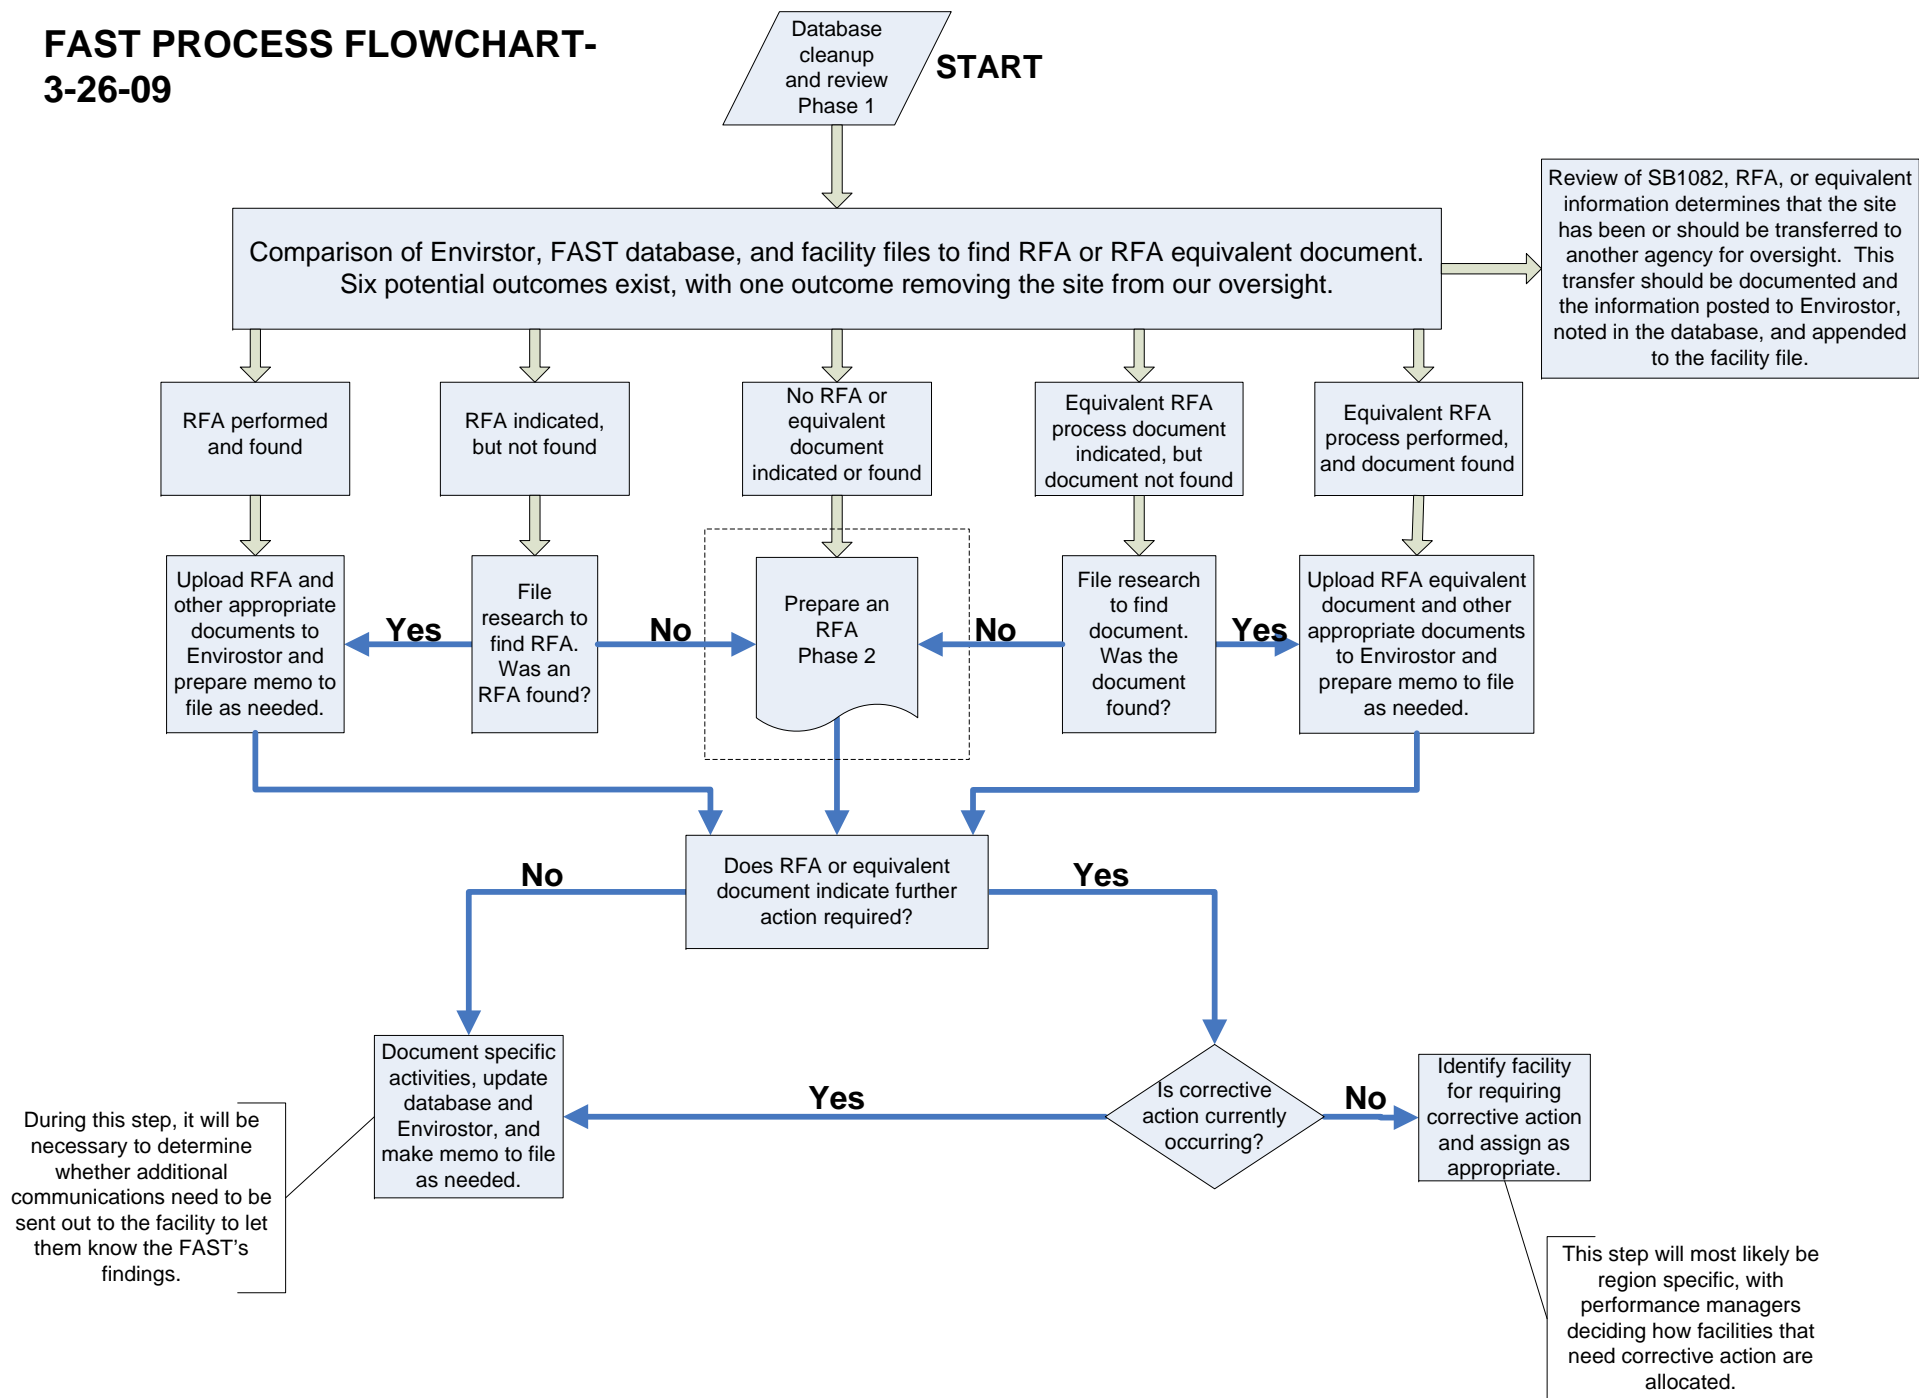 FAST PROCESS FLOWCHART-
3-26-09
Database
cleanup
and review
Phase 1
START
Comparison of Envirstor, FAST database, and facility files to find RFA or RFA equivalent document.
Six potential outcomes exist, with one outcome removing the site from our oversight.
Review of SB1082, RFA, or equivalent
information determines that the site
has been or should be transferred to
another agency for oversight.  This
transfer should be documented and
the information posted to Envirostor,
noted in the database, and appended
to the facility file.
RFA performed
and found
RFA indicated,
but not found
No RFA or
equivalent
document
indicated or found
Equivalent RFA
process document
indicated, but
document not found
Equivalent RFA
process performed,
and document found
Upload RFA and
other appropriate
documents to
Envirostor and
prepare memo to
file as needed.
Yes
File
research to
find RFA.
Was an
RFA found?
No
Prepare an
RFA
Phase 2
No
File research
to find
document.
Was the
document
found?
Yes
Upload RFA equivalent
document and other
appropriate documents
to Envirostor and
prepare memo to file
as needed.
Does RFA or equivalent
document indicate further
action required?
No
Yes
Document specific
activities, update
database and
Envirostor, and
make memo to file
as needed.
Yes
Is corrective
action currently
occurring?
No
Identify facility
for requiring
corrective action
and assign as
appropriate.
During this step, it will be
necessary to determine
whether additional
communications need to be
sent out to the facility to let
them know the FAST's
findings.
This step will most likely be
region specific, with
performance managers
deciding how facilities that
need corrective action are
allocated.